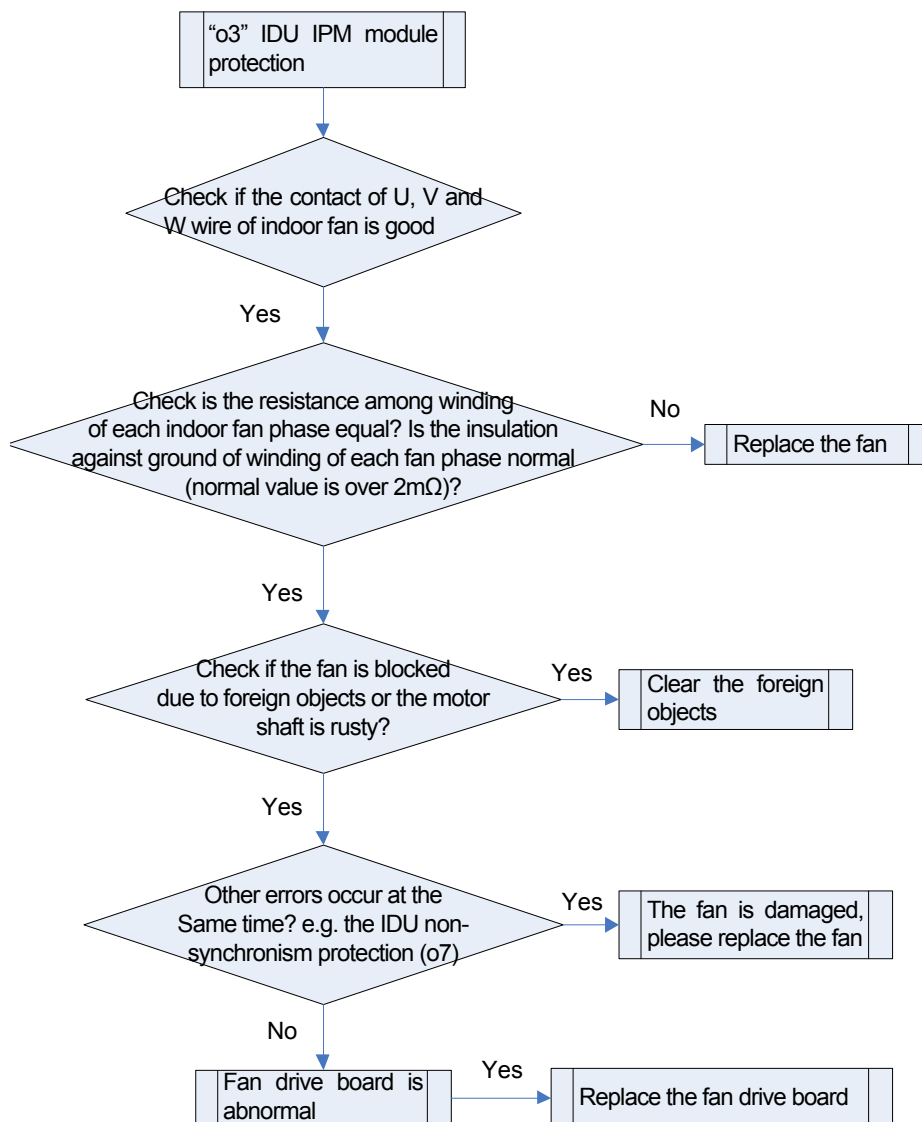 “o3” IDU IPM module
protection
Check if the contact of U, V and
W wire of indoor fan is good
Yes
Check is the resistance among winding
of each indoor fan phase equal? Is the insulation
against ground of winding of each fan phase normal
(normal value is over 2mΩ)?
No
Replace the fan
Yes
Check if the fan is blocked
due to foreign objects or the motor
shaft is rusty?
Yes
Clear the foreign
objects
Yes
Other errors occur at the
Same time? e.g. the IDU non-
synchronism protection (o7)
Yes
The fan is damaged,
please replace the fan
No
Fan drive board is
abnormal
Yes
Replace the fan drive board